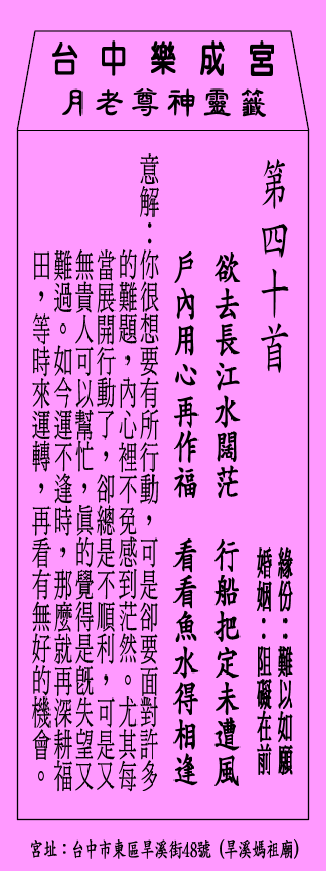 台中樂成宮
月老尊神靈籤
第四十首
緣份：：難以如願
婚姻：：阻礙在前
欲去長江水闊茫　行船把定未遭風
戶內用心再作福　看看魚水得相逢
意解：你很想要有所行動，可是卻要面對許多
的難題，內心裡不免感到茫然。尤其每
當展開行動了，卻總是不順利，可是又
無貴人可以幫忙，真的覺得是既失望又
難過。如今運不逢時，那麼就再深耕福
田，等時來運轉，再看有無好的機會。
宮址：台中市東區旱溪街48號（旱溪媽祖廟）